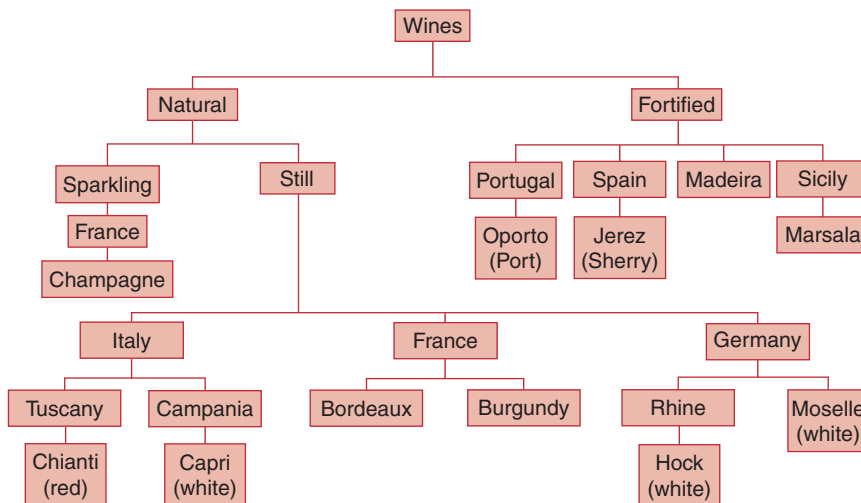 Wines
Natural
Fortified
Sparkling
Still
Portugal
Spain
Madeira
Sicily
France
Oporto
(Port)
Jerez
(Sherry)
Marsala
Champagne
Italy
France
Germany
Tuscany
Campania
Bordeaux
Burgundy
Rhine
Moselle
(white)
Chianti
(red)
Capri
(white)
Hock
(white)